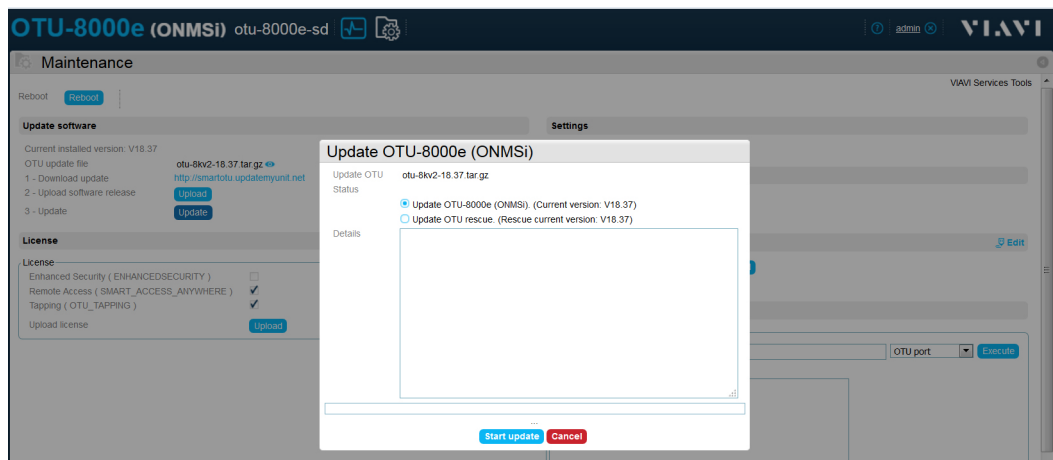 OTU-8000e (ONMSi) otu-8000e-sd
? admin VIAVI
Maintenance
VIAVI Services Tools
Reboot Reboot
Update software
Current installed version: V18.37
OTU update file otu-8kv2-18.37.tar.gz
1 - Download update http://smartotu.updatemyunit.net
2 - Upload software release Upload
3 - Update Update
License
License
Enhanced Security ( ENHANCEDSECURITY )
Remote Access ( SMART_ACCESS_ANYWHERE )
Tapping ( OTU_TAPPING )
Upload license Upload
Settings
Edit
OTU port Execute
Update OTU-8000e (ONMSi)
Update OTU otu-8kv2-18.37.tar.gz
Status
Update OTU-8000e (ONMSi). (Current version: V18.37)
Update OTU rescue. (Rescue current version: V18.37)
Details
...
Start update Cancel